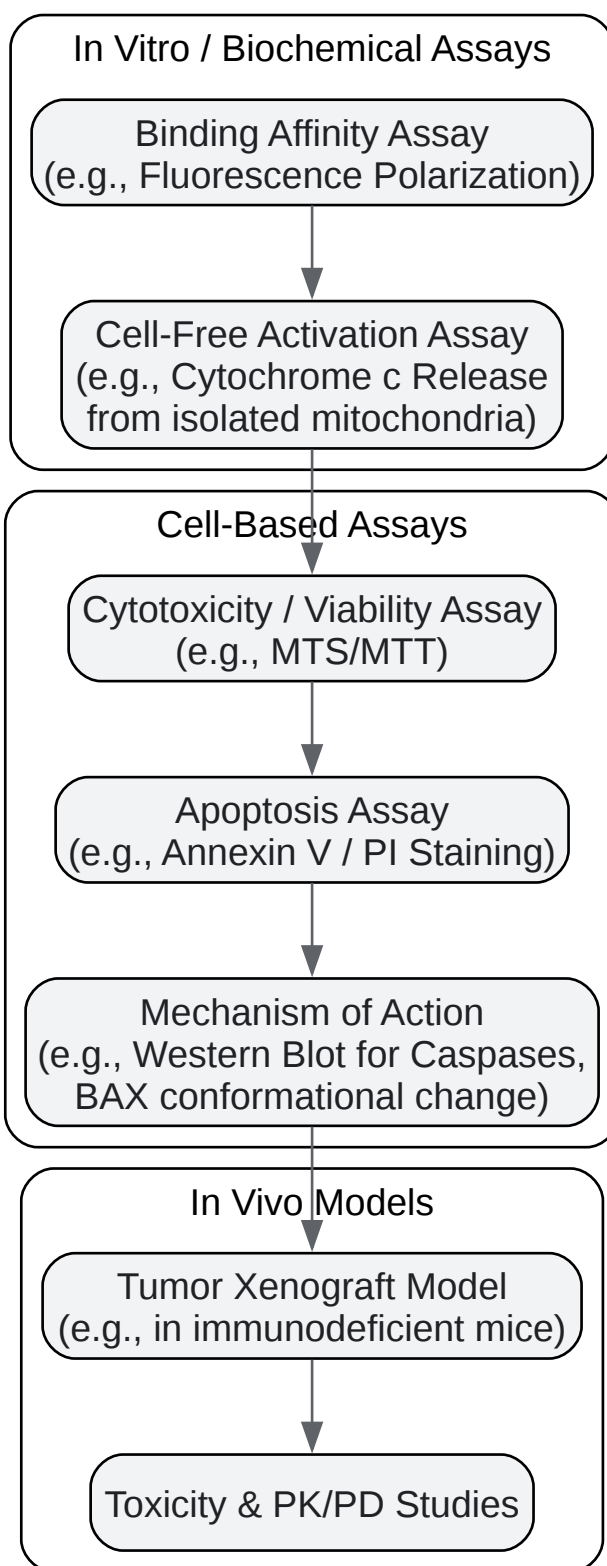 In Vitro / Biochemical Assays
Binding Affinity Assay
(e.g., Fluorescence Polarization)
Cell-Free Activation Assay
(e.g., Cytochrome c Release
from isolated mitochondria)
Cell-Based Assays
Cytotoxicity / Viability Assay
(e.g., MTS/MTT)
Apoptosis Assay
(e.g., Annexin V / PI Staining)
Mechanism of Action
(e.g., Western Blot for Caspases,
BAX conformational change)
In Vivo Models
Tumor Xenograft Model
(e.g., in immunodeficient mice)
Toxicity & PK/PD Studies